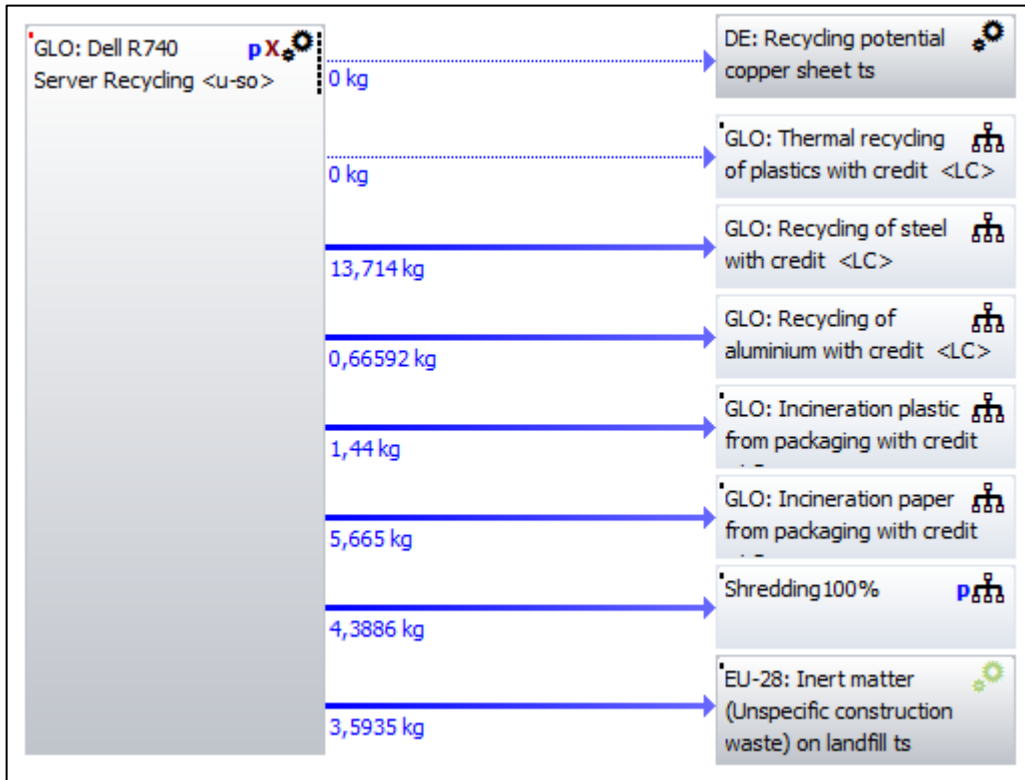 GLO: Dell R740 pX
Server Recycling <u-so>
0 kg
DE: Recycling potential
copper sheet ts
0 kg
GLO: Thermal recycling
of plastics with credit <LC>
13,714 kg
GLO: Recycling of steel
with credit <LC>
0,66592 kg
GLO: Recycling of
aluminium with credit <LC>
1,44 kg
GLO: Incineration plastic
from packaging with credit
5,665 kg
GLO: Incineration paper
from packaging with credit
4,3886 kg
Shredding100% p
3,5935 kg
EU-28: Inert matter
(Unspecific construction
waste) on landfill ts